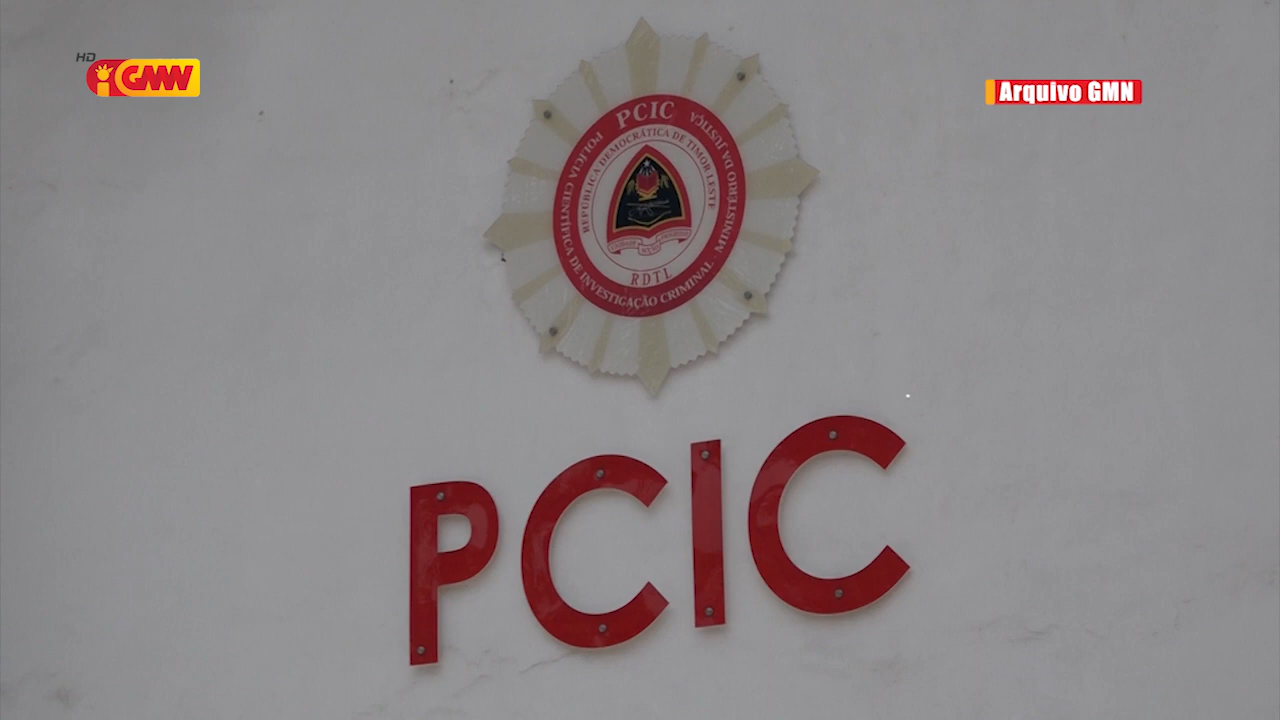 HD
GMN
Arquivo GMN
PCIC
POLÍCIA CIENTÍFICA DE INVESTIGAÇÃO CRIMINAL - MINISTÉRIO DA JUSTIÇA
REPÚBLICA DEMOCRÁTICA DE TIMOR-LESTE
RDTL
PCIC